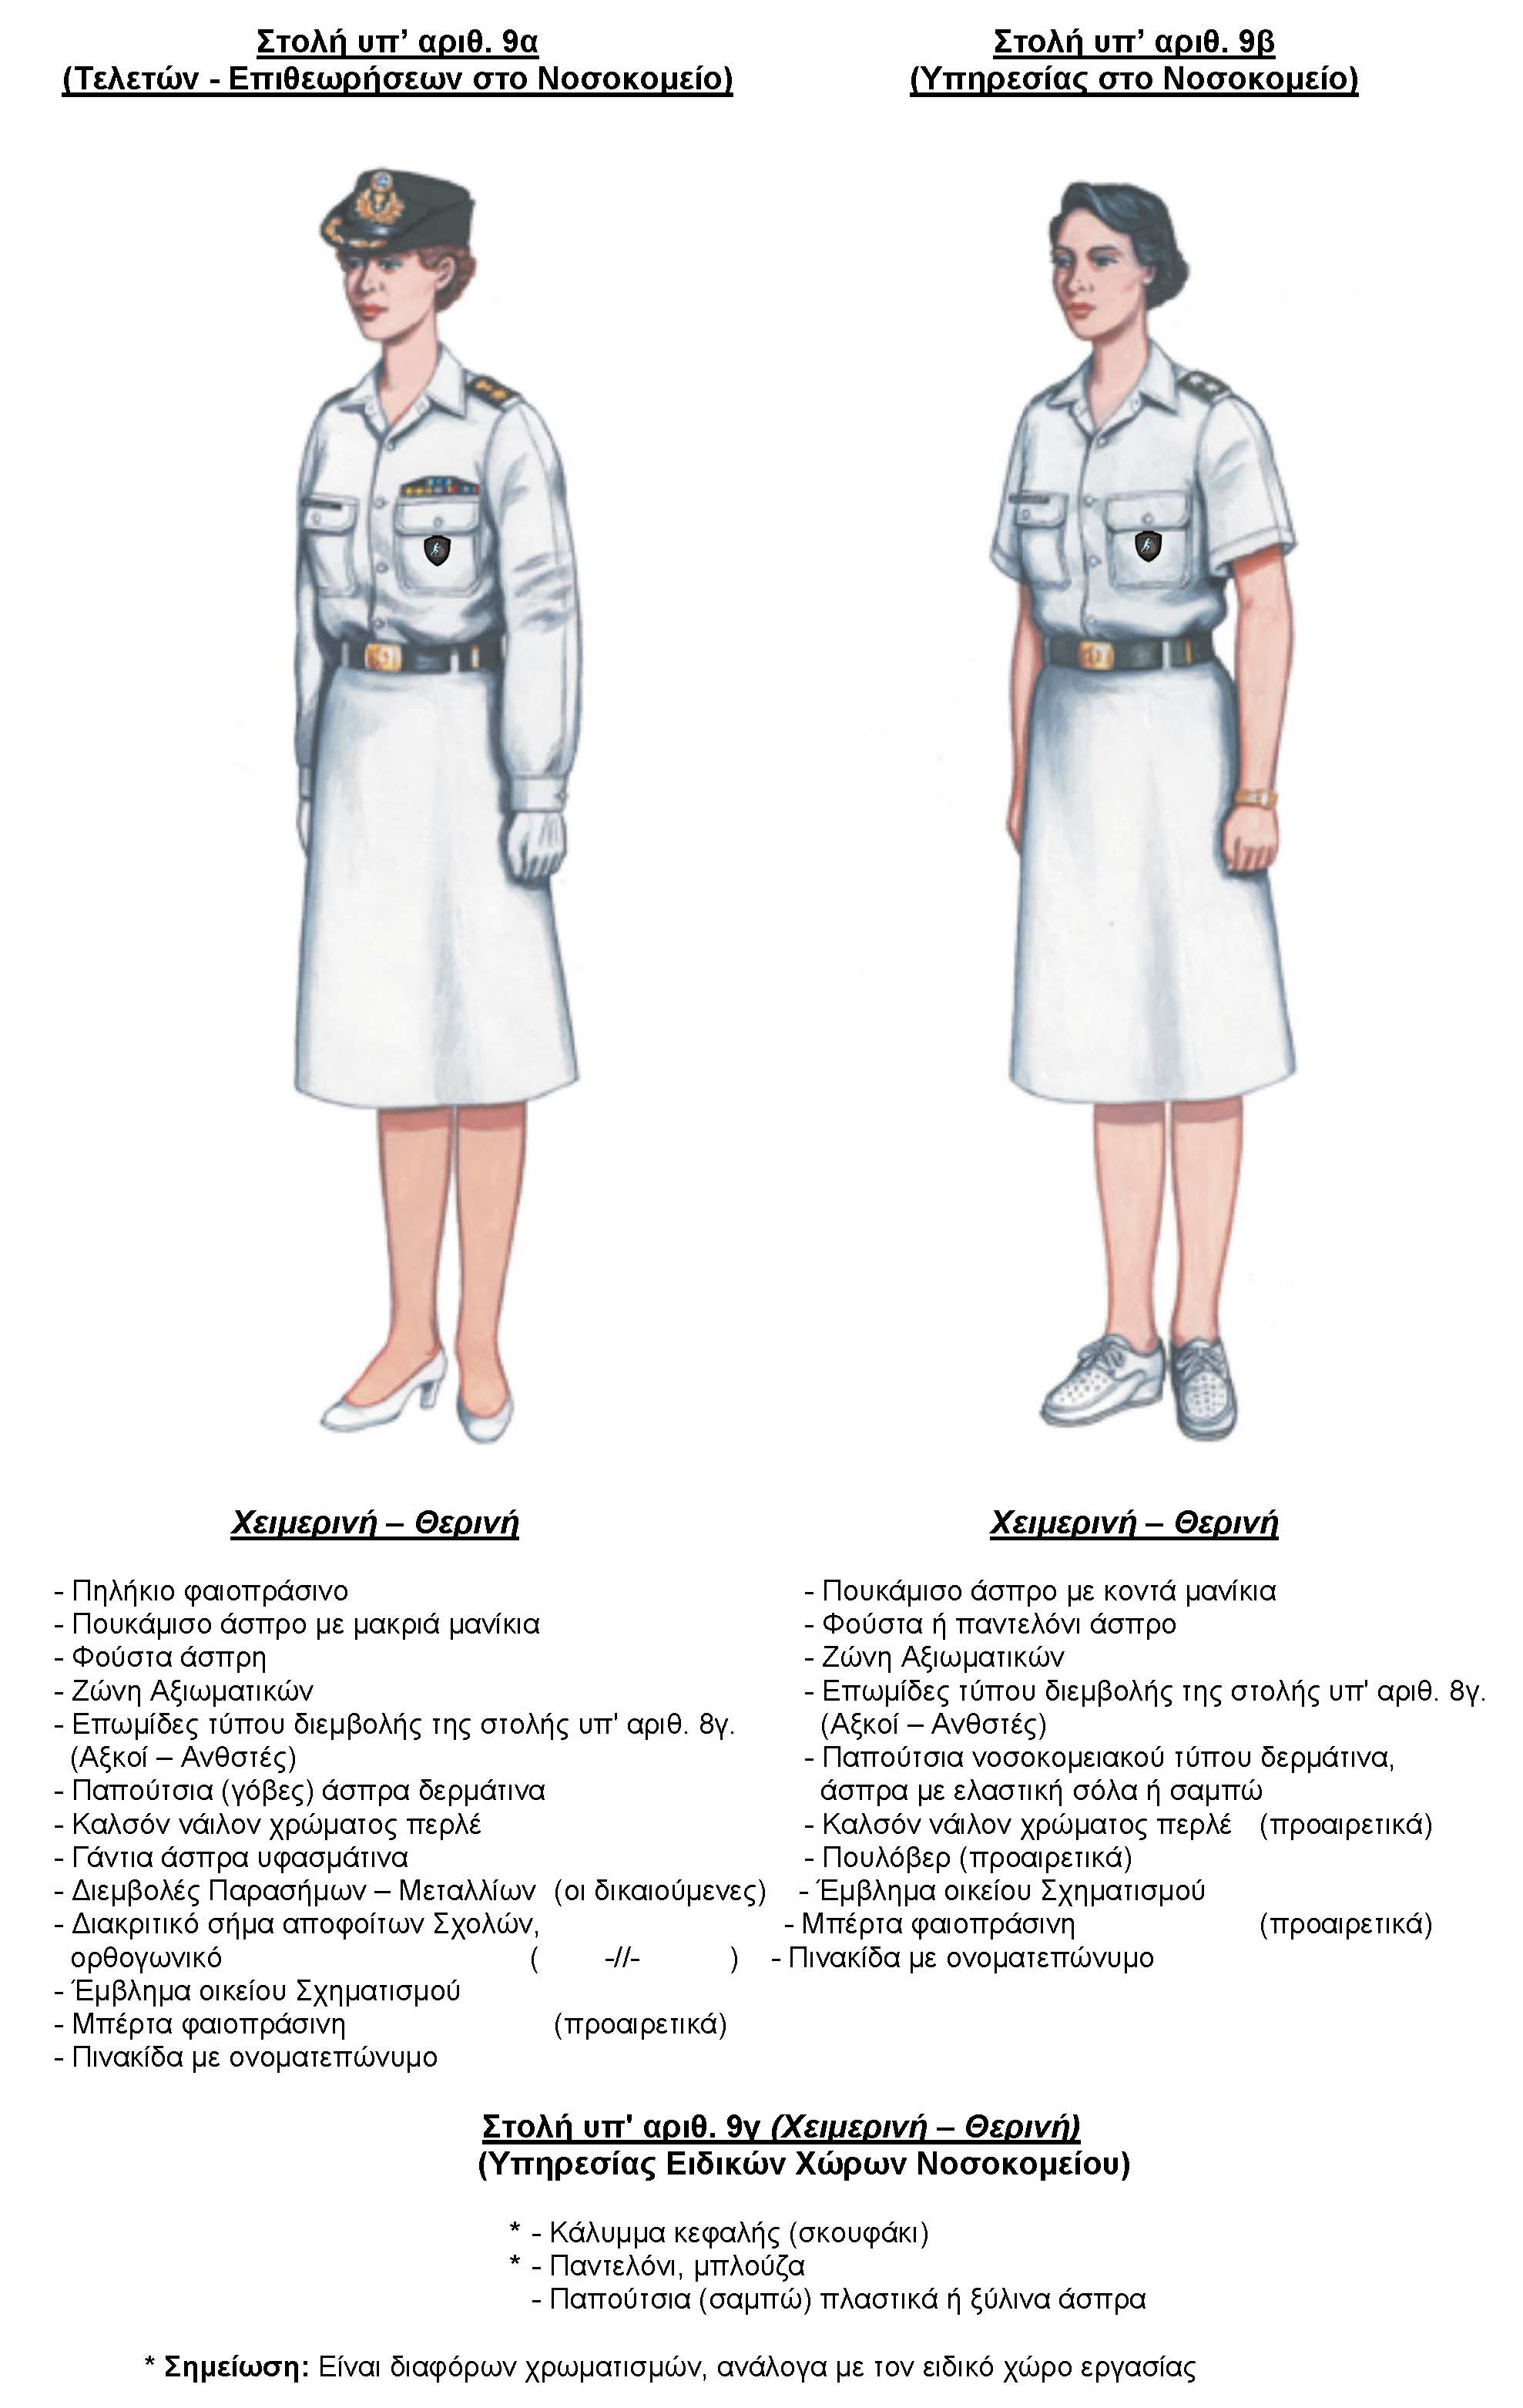 Στολή υπ’ αριθ. 9α
(Τελετών - Επιθεωρήσεων στο Νοσοκομείο)
Στολή υπ’ αριθ. 9β
(Υπηρεσίας στο Νοσοκομείο)
Χειμερινή – Θερινή
- Πηλήκιο φαιοπράσινο
- Πουκάμισο άσπρο με μακριά μανίκια
- Φούστα άσπρη
- Ζώνη Αξιωματικών
- Επωμίδες τύπου διεμβολής της στολής υπ' αριθ. 8γ.
(Αξκοί – Ανθστές)
- Παπούτσια (γόβες) άσπρα δερμάτινα
- Καλσόν νάιλον χρώματος περλέ
- Γάντια άσπρα υφασμάτινα
- Διεμβολές Παρασήμων – Μεταλλίων (οι δικαιούμενες)
- Διακριτικό σήμα αποφοίτων Σχολών,
ορθογωνικό ( -//- )
- Έμβλημα οικείου Σχηματισμού
- Μπέρτα φαιοπράσινη (προαιρετικά)
- Πινακίδα με ονοματεπώνυμο
Χειμερινή – Θερινή
- Πουκάμισο άσπρο με κοντά μανίκια
- Φούστα ή παντελόνι άσπρο
- Ζώνη Αξιωματικών
- Επωμίδες τύπου διεμβολής της στολής υπ' αριθ. 8γ.
(Αξκοί – Ανθστές)
- Παπούτσια νοσοκομειακού τύπου δερμάτινα,
άσπρα με ελαστική σόλα ή σαμπώ
- Καλσόν νάιλον χρώματος περλέ (προαιρετικά)
- Πουλόβερ (προαιρετικά)
- Έμβλημα οικείου Σχηματισμού
- Μπέρτα φαιοπράσινη (προαιρετικά)
- Πινακίδα με ονοματεπώνυμο
Στολή υπ' αριθ. 9γ (Χειμερινή – Θερινή)
(Υπηρεσίας Ειδικών Χώρων Νοσοκομείου)
* - Κάλυμμα κεφαλής (σκουφάκι)
* - Παντελόνι, μπλούζα
- Παπούτσια (σαμπώ) πλαστικά ή ξύλινα άσπρα
* Σημείωση: Είναι διαφόρων χρωματισμών, ανάλογα με τον ειδικό χώρο εργασίας